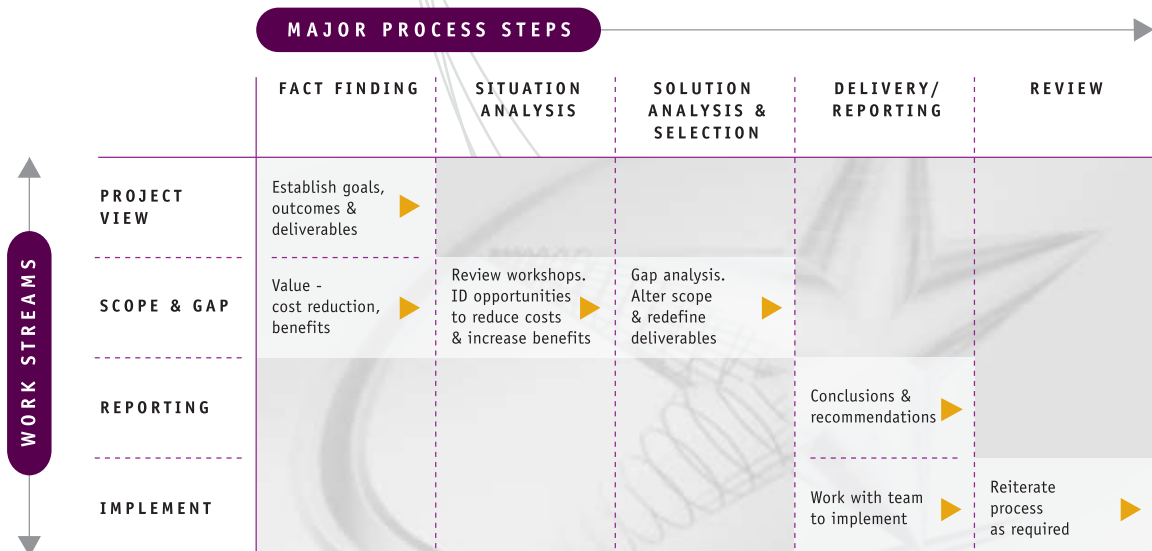 MAJOR PROCESS STEPS
FACT FINDING
SITUATION
ANALYSIS
SOLUTION
ANALYSIS &
SELECTION
DELIVERY/
REPORTING
REVIEW
WORK STREAMS
PROJECT
VIEW
Establish goals,
outcomes &
deliverables
SCOPE & GAP
Value -
cost reduction,
benefits
Review workshops.
ID opportunities
to reduce costs
& increase benefits
Gap analysis.
Alter scope
& redefine
deliverables
REPORTING
Conclusions &
recommendations
IMPLEMENT
Work with team
to implement
Reiterate
process
as required